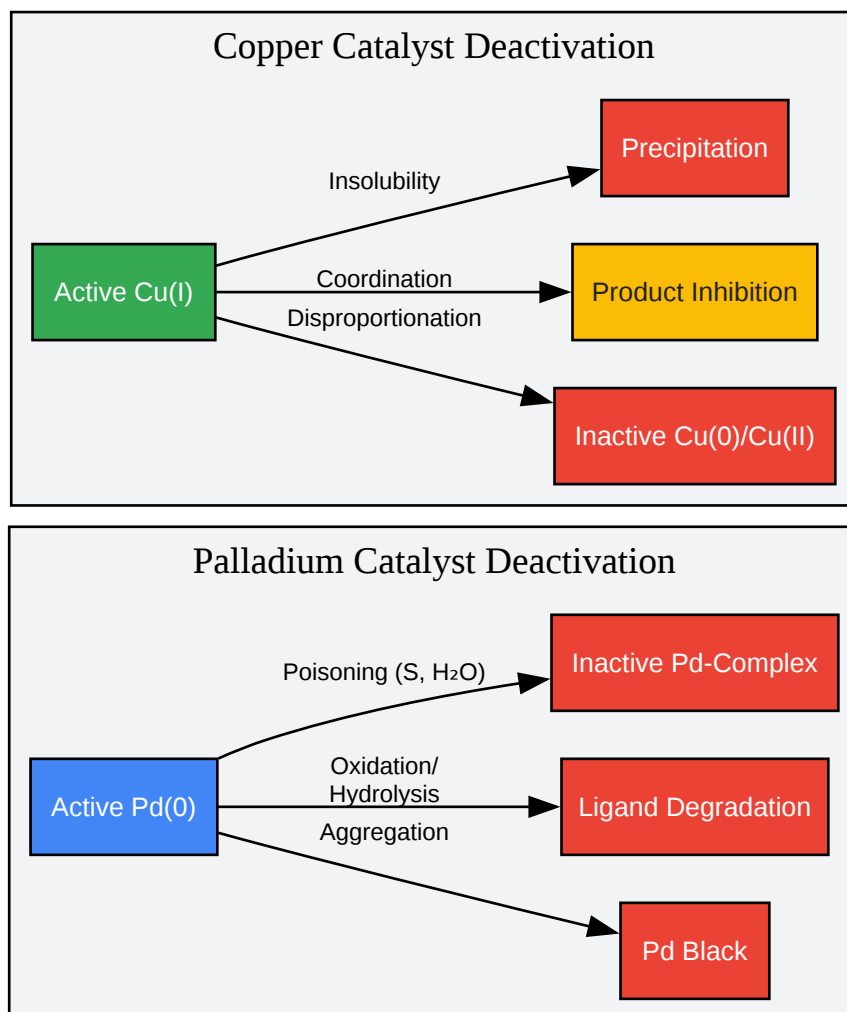 Copper Catalyst Deactivation
Precipitation
Insolubility
Active Cu(I)
Coordination
Product Inhibition
Disproportionation
Inactive Cu(0)/Cu(II)
Palladium Catalyst Deactivation
Inactive Pd-Complex
Poisoning (S, H₂O)
Active Pd(0)
Oxidation/
Hydrolysis
Ligand Degradation
Aggregation
Pd Black